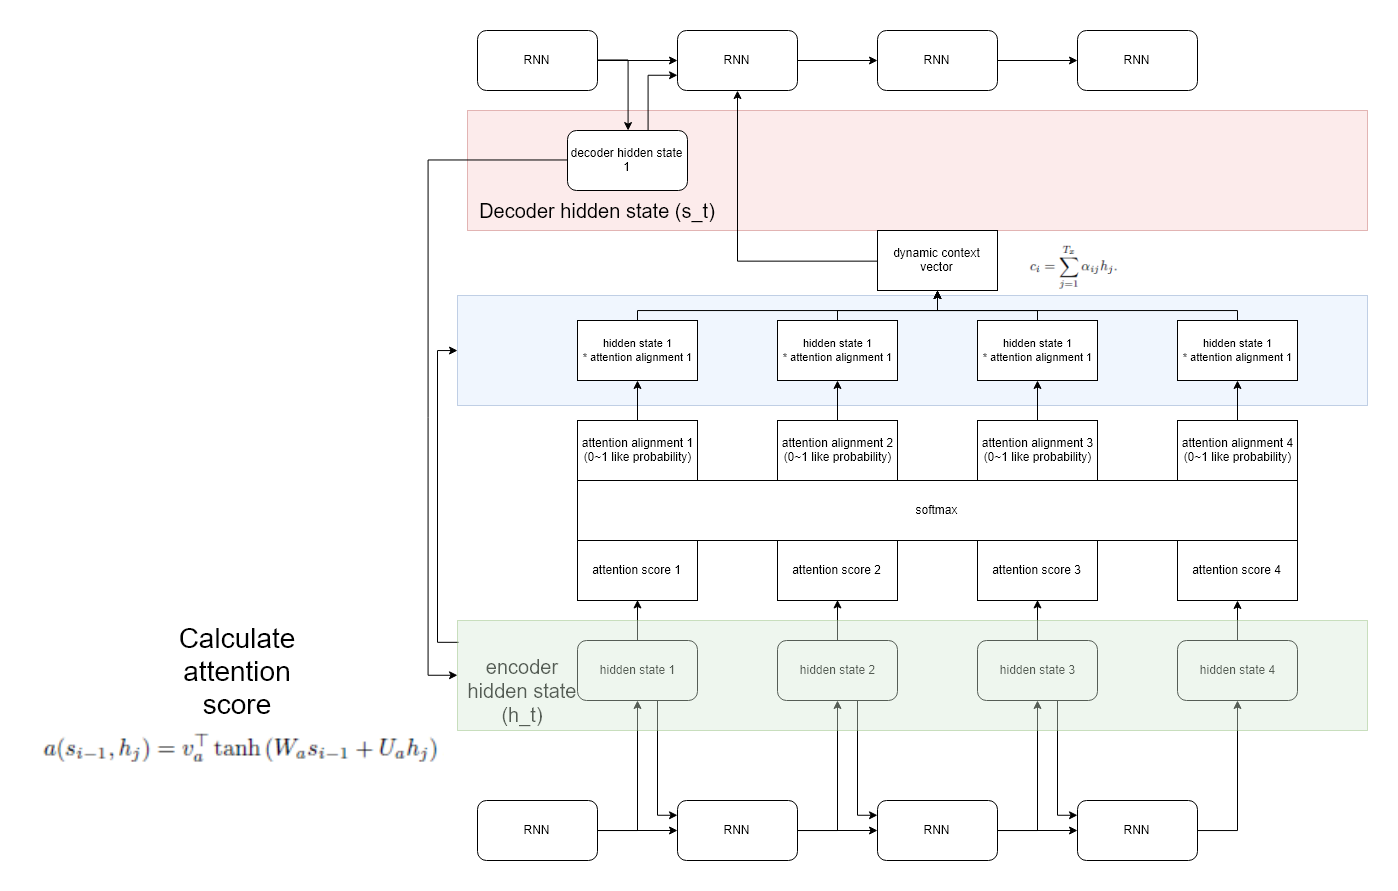 RNN
RNN
RNN
RNN
decoder hidden state
1
Decoder hidden state (s_t)
dynamic context
vector
c_i = \sum_{j=1}^{T_x} α_{ij} h_j.
hidden state 1
* attention alignment 1
hidden state 1
* attention alignment 1
hidden state 1
* attention alignment 1
hidden state 1
* attention alignment 1
attention alignment 1
(0~1 like probability)
attention alignment 2
(0~1 like probability)
attention alignment 3
(0~1 like probability)
attention alignment 4
(0~1 like probability)
softmax
attention score 1
attention score 2
attention score 3
attention score 4
Calculate
attention
score
a(s_{i-1}, h_j) = v_a^⊤ tanh (W_a s_{i-1} + U_a h_j)
encoder
hidden state
(h_t)
hidden state 1
hidden state 2
hidden state 3
hidden state 4
RNN
RNN
RNN
RNN